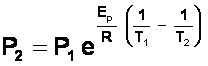 P₂ = P₁ e^((Eₚ/R) (1/T₁ − 1/T₂))